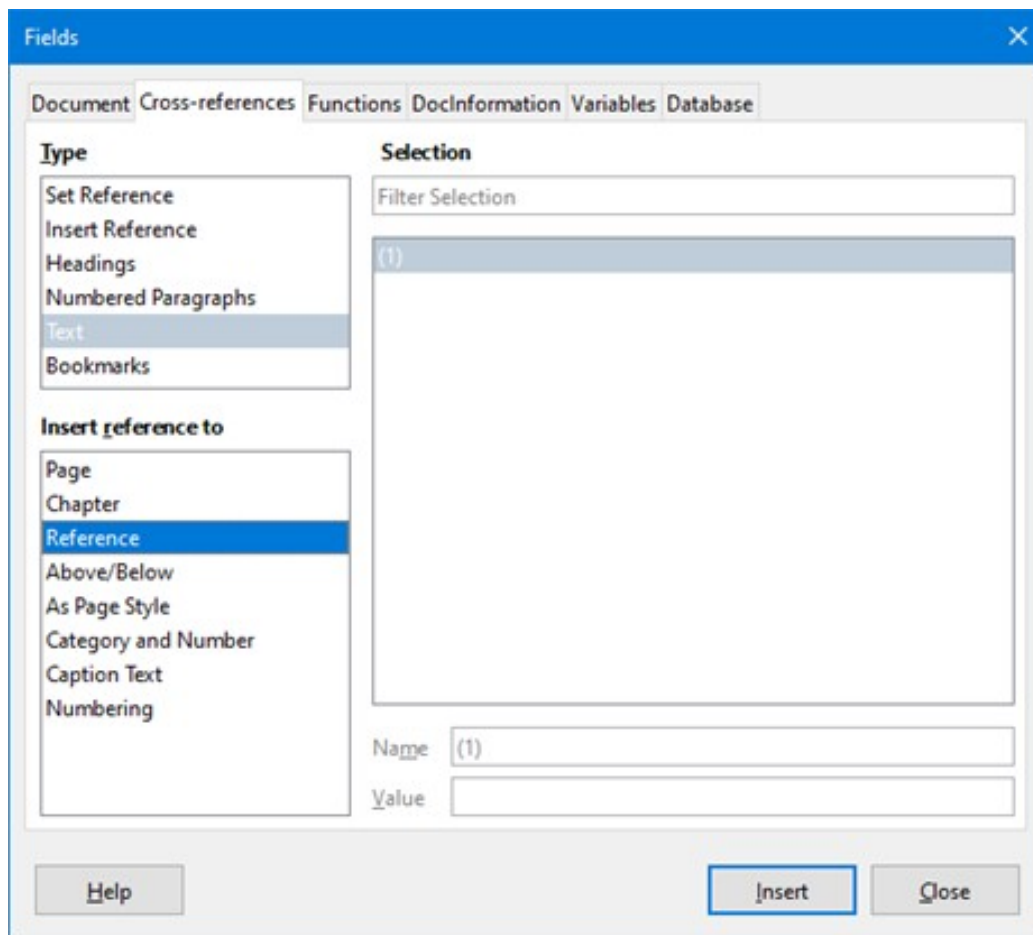 Fields
Document Cross-references Functions DocInformation Variables Database
Type
Set Reference
Insert Reference
Headings
Numbered Paragraphs
Text
Bookmarks
Insert reference to
Page
Chapter
Reference
Above/Below
As Page Style
Category and Number
Caption Text
Numbering
Selection
Filter Selection
(1)
Name (1)
Value
Help Insert Close